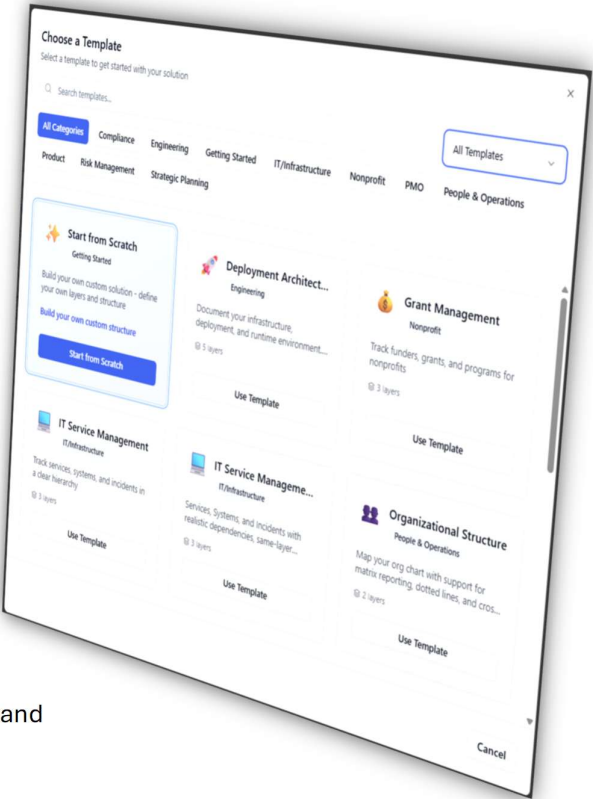 Choose a Template
Select a template to get started with your solution
Search templates...
All Templates
All Categories Compliance Engineering Getting Started IT/Infrastructure Nonprofit PMO People & Operations
Product Risk Management Strategic Planning
Start from Scratch
Getting Started
Build your own custom solution - define
your own layers and structure
Build your own custom structure
Start from Scratch
Deployment Architect...
Engineering
Document your infrastructure,
deployment, and runtime environment....
5 layers
Use Template
Grant Management
Nonprofit
Track funders, grants, and programs for
nonprofits
3 layers
Use Template
IT Service Management
IT/Infrastructure
Track services, systems, and incidents in
a clear hierarchy
3 layers
Use Template
IT Service Manageme...
IT/Infrastructure
Services, Systems, and incidents with
realistic dependencies, same-layer...
3 layers
Use Template
Organizational Structure
People & Operations
Map your org chart with support for
matrix reporting, dotted lines, and cros...
2 layers
Use Template
and
Cancel